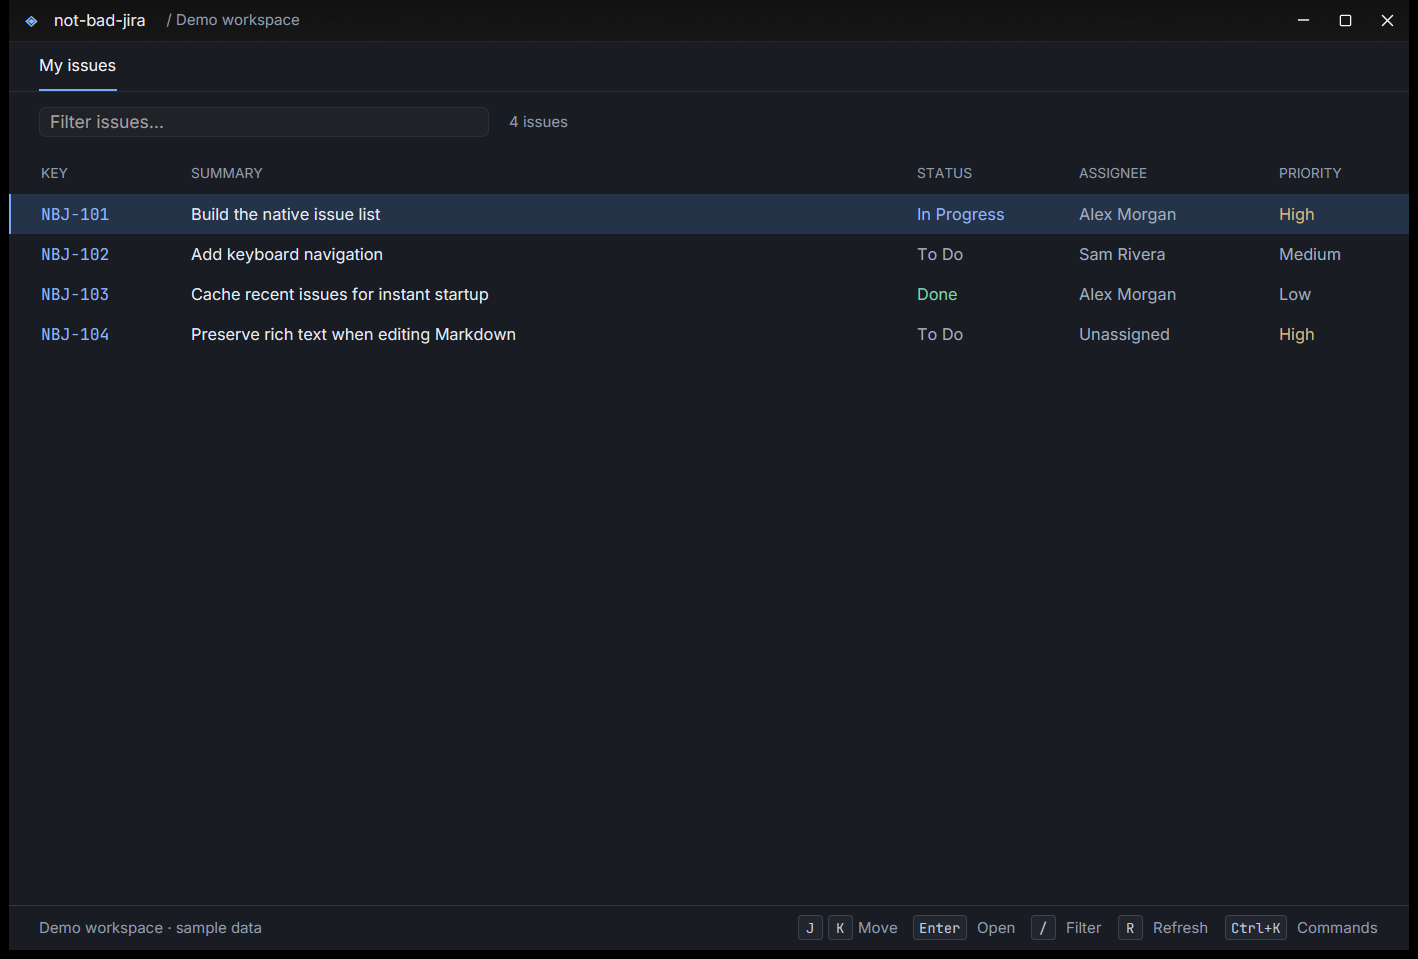 not-bad-jira / Demo workspace
My issues
Filter issues...
4 issues
KEY SUMMARY STATUS ASSIGNEE PRIORITY
NBJ-101 Build the native issue list In Progress Alex Morgan High
NBJ-102 Add keyboard navigation To Do Sam Rivera Medium
NBJ-103 Cache recent issues for instant startup Done Alex Morgan Low
NBJ-104 Preserve rich text when editing Markdown To Do Unassigned High
Demo workspace · sample data J K Move Enter Open / Filter R Refresh Ctrl+K Commands